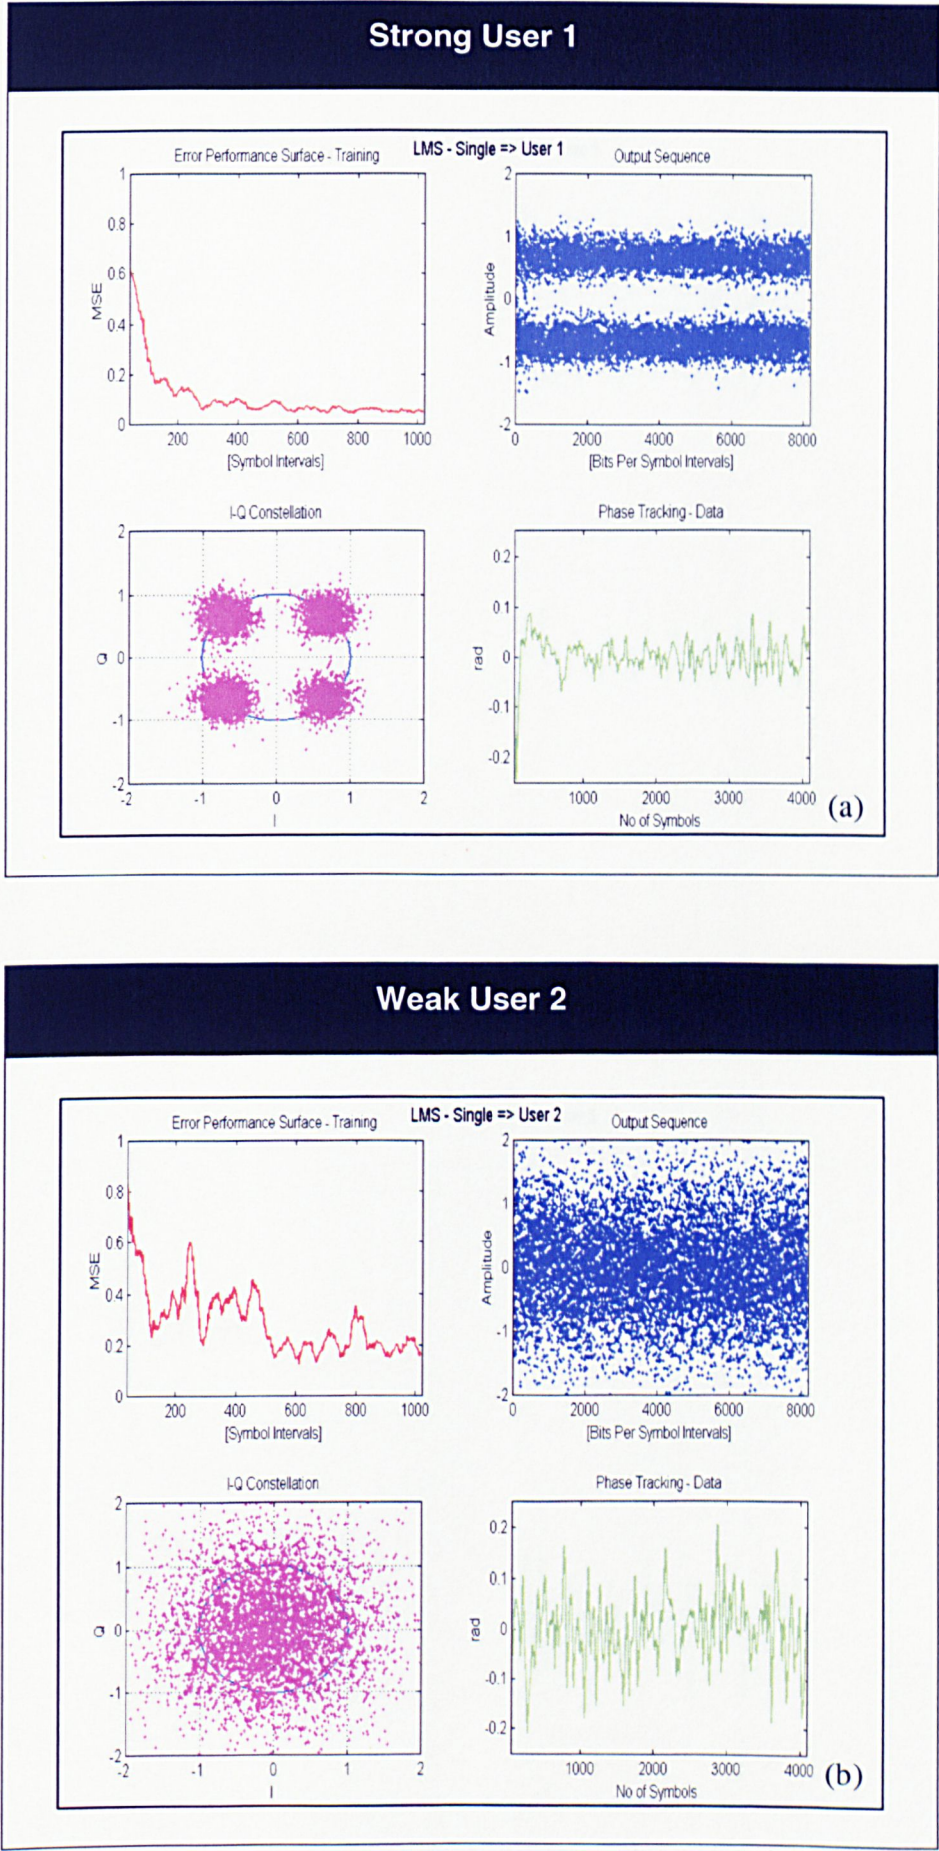 Strong User 1
LMS - Single => User 1
Error Performance Surface - Training
Output Sequence
1
0.8
0.6
0.4
0.2
0
MSE
200 400 600 800 1000
[Symbol Intervals]
2
1
0
-1
-2
Amplitude
0 2000 4000 6000 8000
[Bits Per Symbol Intervals]
I-Q Constellation
Phase Tracking - Data
2
1
0
-1
-2
Q
-2 -1 0 1 2
I
0.2
0.1
0
-0.1
-0.2
rad
1000 2000 3000 4000
No of Symbols
(a)
Weak User 2
LMS - Single => User 2
Error Performance Surface - Training
Output Sequence
1
0.8
0.6
0.4
0.2
0
MSE
200 400 600 800 1000
[Symbol Intervals]
2
1
0
-1
-2
Amplitude
0 2000 4000 6000 8000
[Bits Per Symbol Intervals]
I-Q Constellation
Phase Tracking - Data
2
1
0
-1
-2
Q
-2 -1 0 1 2
I
0.2
0.1
0
-0.1
-0.2
rad
1000 2000 3000 4000
No of Symbols
(b)